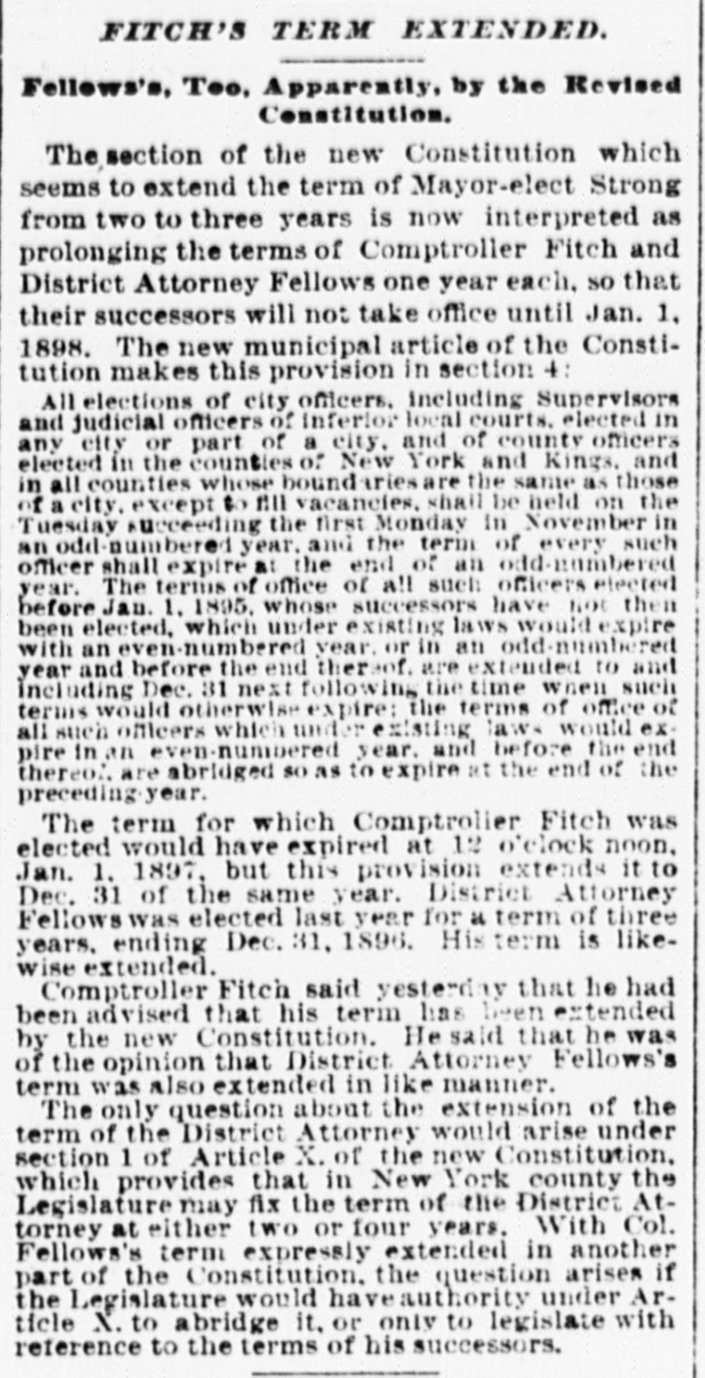 FITCH'S TERM EXTENDED.
Fellows's, Too, Apparently, by the Revised
Constitution.
The section of the new Constitution which
seems to extend the term of Mayor-elect Strong
from two to three years is now interpreted as
prolonging the terms of Comptroller Fitch and
District Attorney Fellows one year each, so that
their successors will not take office until Jan. 1,
1898. The new municipal article of the Consti-
tution makes this provision in section 4:
All elections of city officers, including Supervisors
and judicial officers of inferior local courts, elected in
any city or part of a city, and of county officers
elected in the counties of New York and Kings, and
in all counties whose boundaries are the same as those
of a city, except to fill vacancies, shall be held on the
Tuesday succeeding the first Monday in November in
an odd-numbered year, and the term of every such
officer shall expire at the end of an odd-numbered
year. The terms of office of all such officers elected
before Jan. 1, 1895, whose successors have not then
been elected, which under existing laws would expire
with an even-numbered year, or in an odd-numbered
year and before the end thereof, are extended to and
including Dec. 31 next following the time when such
terms would otherwise expire; the terms of office of
all such officers which under existing laws would ex-
pire in an even-numbered year, and before the end
thereof, are abridged so as to expire at the end of the
preceding year.
The term for which Comptroller Fitch was
elected would have expired at 12 o'clock noon,
Jan. 1, 1897, but this provision extends it to
Dec. 31 of the same year. District Attorney
Fellows was elected last year for a term of three
years, ending Dec. 31, 1896. His term is like-
wise extended.
Comptroller Fitch said yesterday that he had
been advised that his term has been extended
by the new Constitution. He said that he was
of the opinion that District Attorney Fellows's
term was also extended in like manner.
The only question about the extension of the
term of the District Attorney would arise under
section 1 of Article X. of the new Constitution,
which provides that in New York county the
Legislature may fix the term of the District At-
torney at either two or four years. With Col.
Fellows's term expressly extended in another
part of the Constitution, the question arises if
the Legislature would have authority under Ar-
ticle X. to abridge it, or only to legislate with
reference to the terms of his successors.